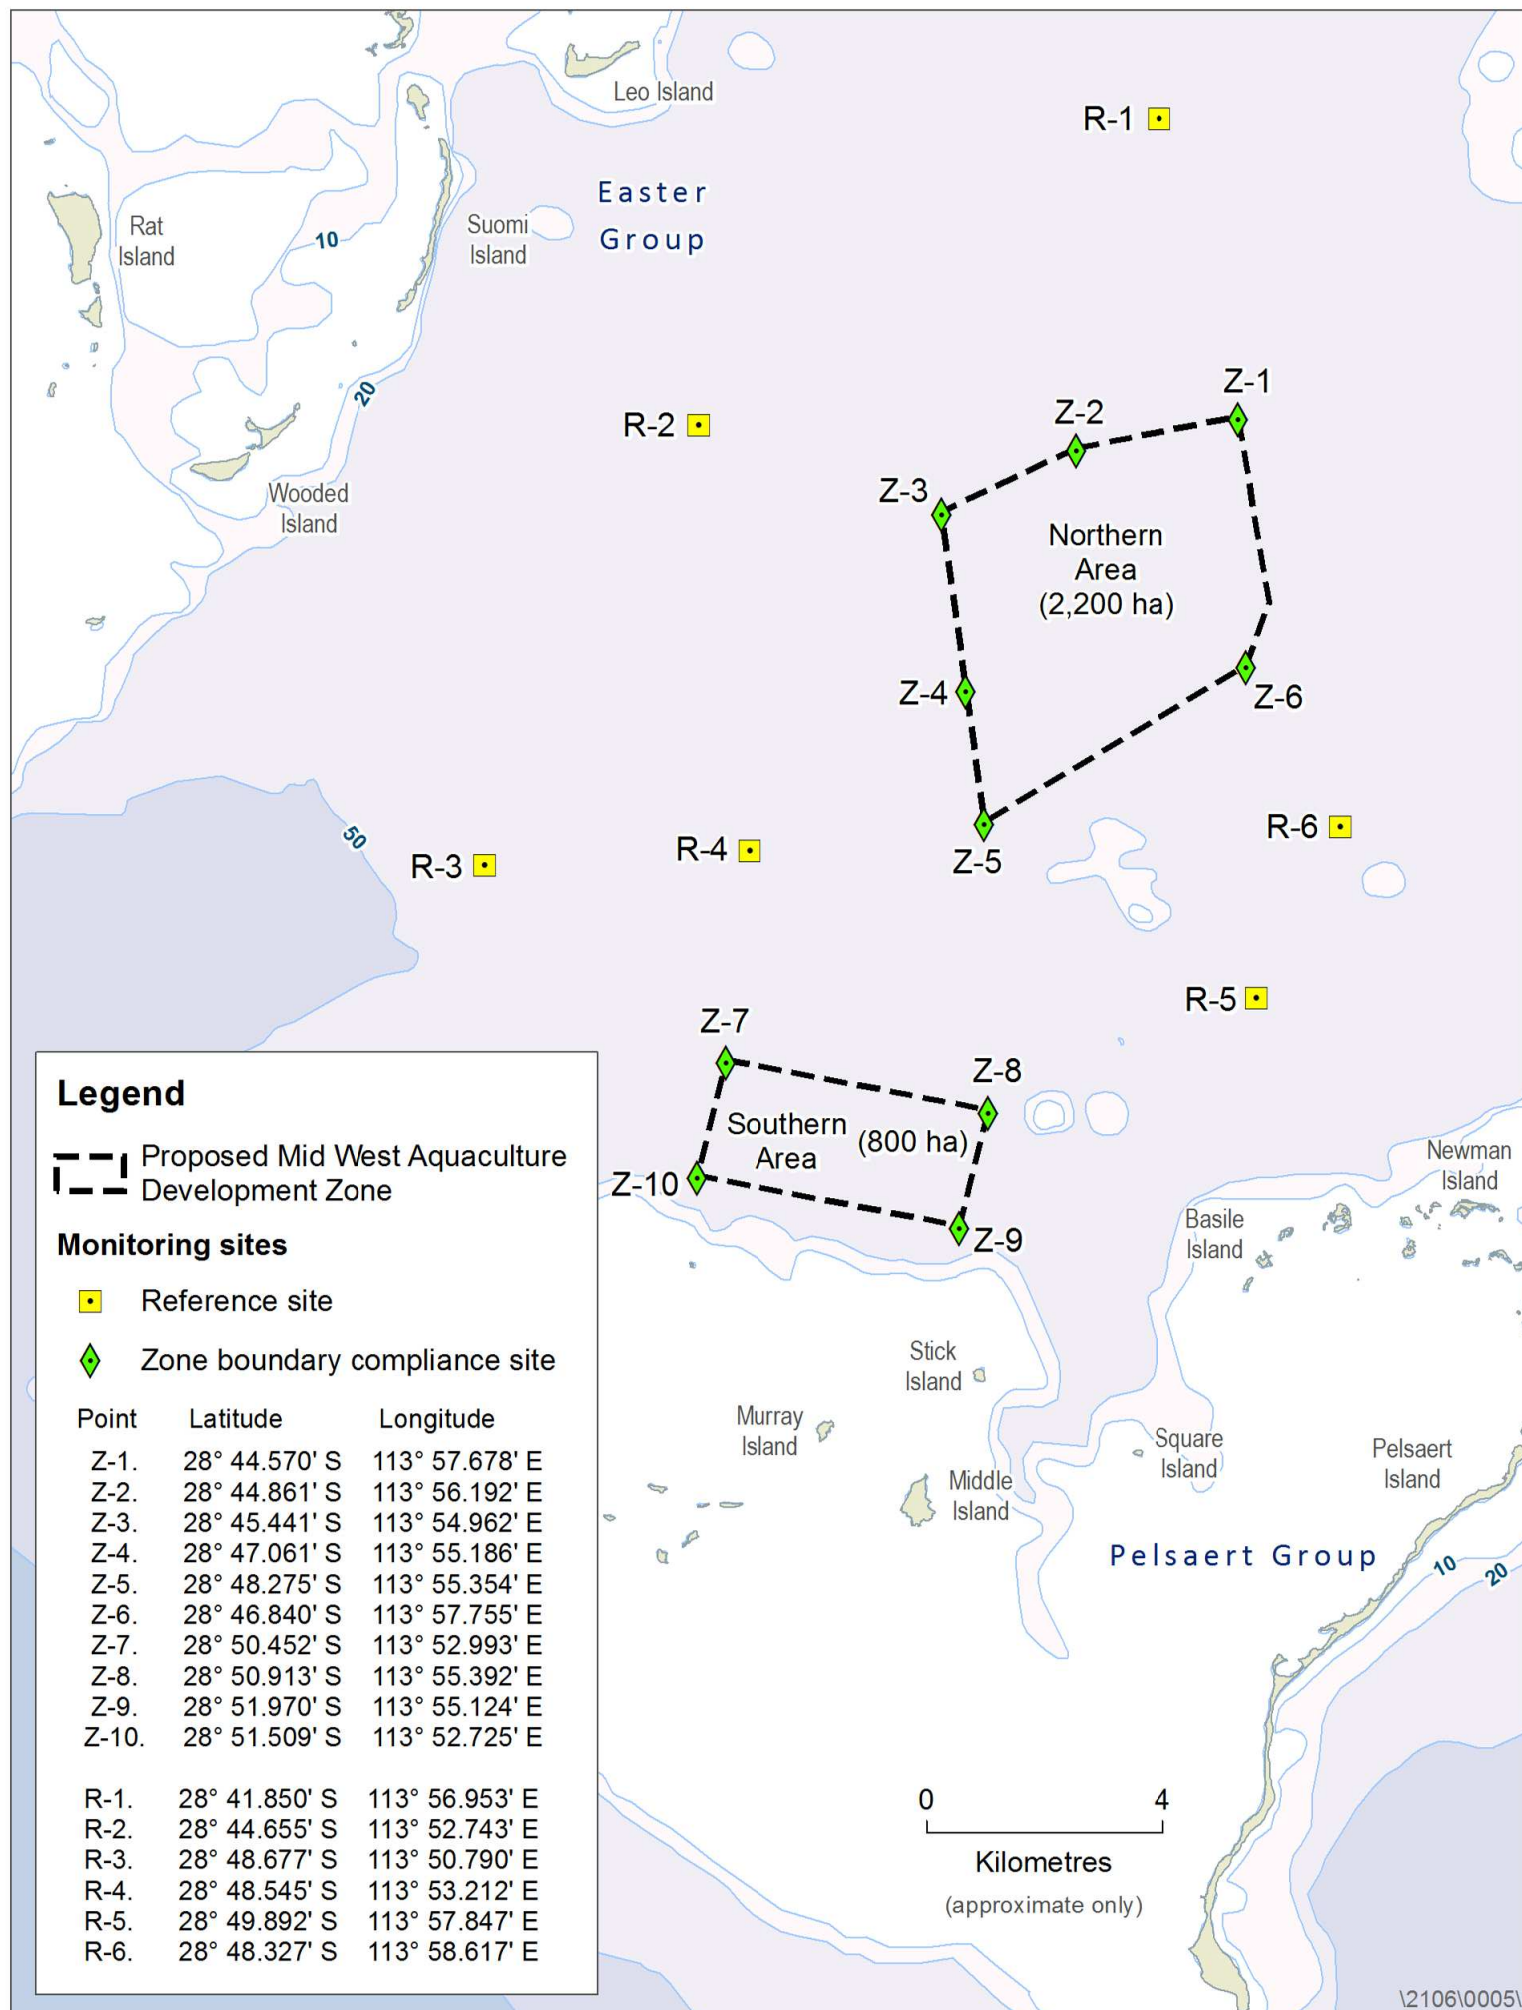 Leo Island
R-1
Easter
Group
Rat
Island
10
Suomi
Island
20
R-2
Z-1
Z-2
Z-3
Wooded
Island
Northern
Area
(2,200 ha)
Z-4
Z-6
50
R-3
R-4
Z-5
R-6
R-5
Z-7
Z-8
Southern
Area
(800 ha)
Z-10
Z-9
Newman
Island
Basile
Island
Stick
Island
Murray
Island
Middle
Island
Square
Island
Pelsaert
Island
Pelsaert Group
10
20
Legend
Proposed Mid West Aquaculture
Development Zone
Monitoring sites
Reference site
Zone boundary compliance site
Point Latitude Longitude
Z-1. 28° 44.570' S 113° 57.678' E
Z-2. 28° 44.861' S 113° 56.192' E
Z-3. 28° 45.441' S 113° 54.962' E
Z-4. 28° 47.061' S 113° 55.186' E
Z-5. 28° 48.275' S 113° 55.354' E
Z-6. 28° 46.840' S 113° 57.755' E
Z-7. 28° 50.452' S 113° 52.993' E
Z-8. 28° 50.913' S 113° 55.392' E
Z-9. 28° 51.970' S 113° 55.124' E
Z-10. 28° 51.509' S 113° 52.725' E
R-1. 28° 41.850' S 113° 56.953' E
R-2. 28° 44.655' S 113° 52.743' E
R-3. 28° 48.677' S 113° 50.790' E
R-4. 28° 48.545' S 113° 53.212' E
R-5. 28° 49.892' S 113° 57.847' E
R-6. 28° 48.327' S 113° 58.617' E
0 4
Kilometres
(approximate only)
\2106\0005\